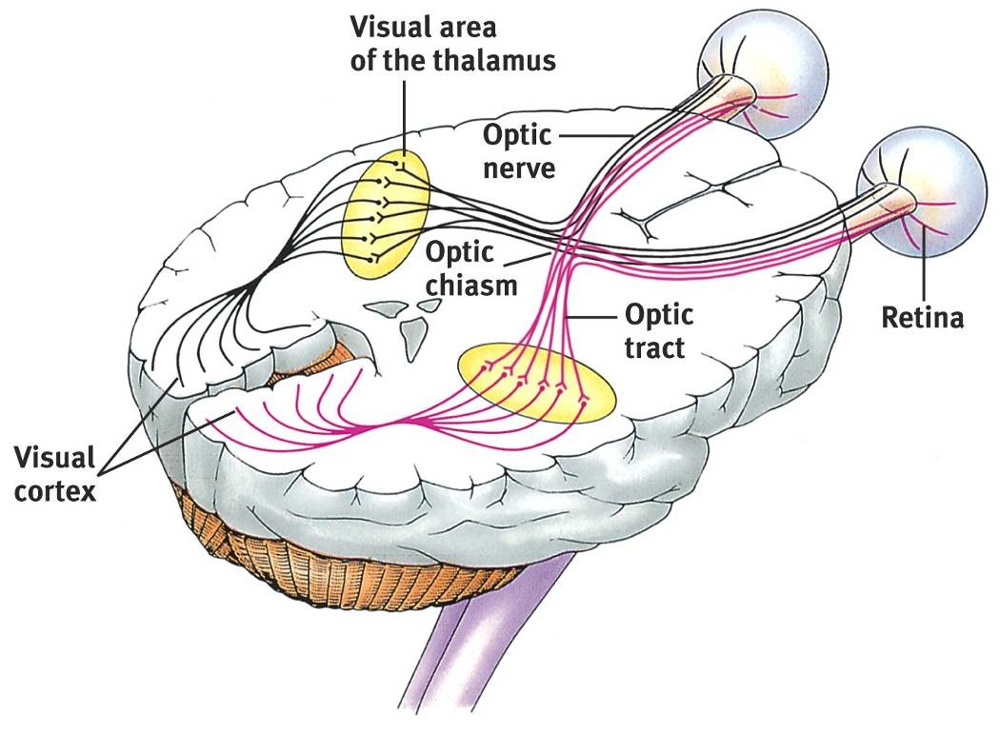 Visual area
of the thalamus
Optic
nerve
Optic
chiasm
Optic
tract
Retina
Visual
cortex